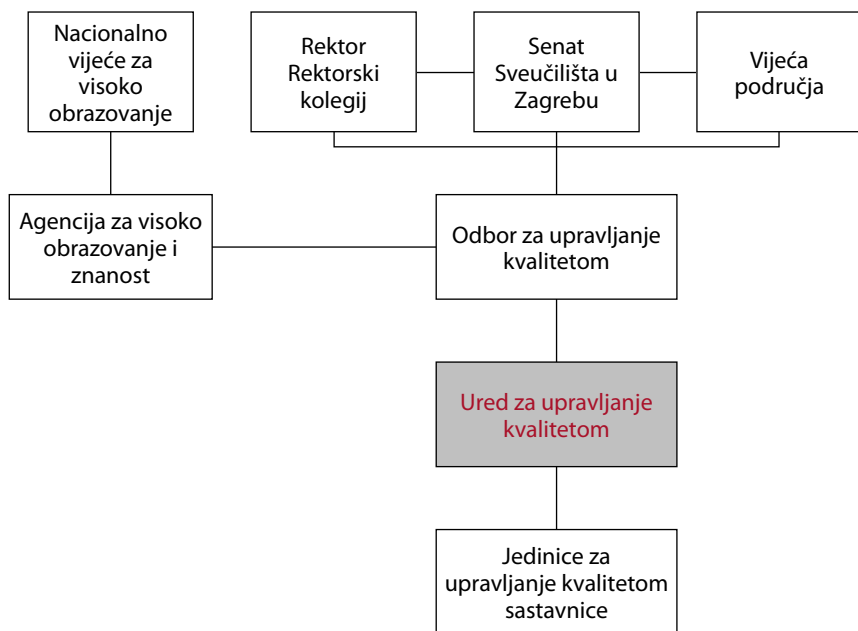 Nacionalno
vijeće za
visoko
obrazovanje
Rektor
Rektorski
kolegij
Senat
Sveučilišta u
Zagrebu
Vijeća
područja
Agencija za visoko
obrazovanje i
znanost
Odbor za upravljanje
kvalitetom
Ured za upravljanje
kvalitetom
Jedinice za
upravljanje kvalitetom
sastavnice